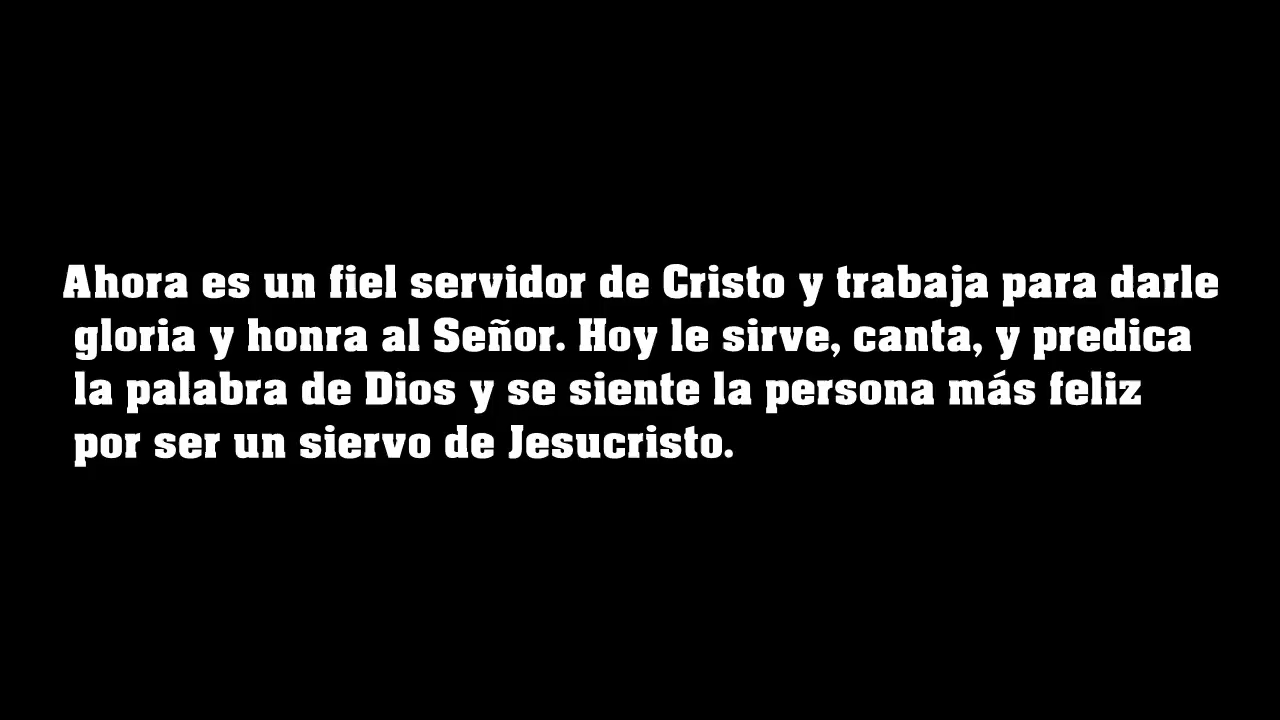 Ahora es un fiel servidor de Cristo y trabaja para darle
gloria y honra al Señor. Hoy le sirve, canta, y predica
la palabra de Dios y se siente la persona más feliz
por ser un siervo de Jesucristo.